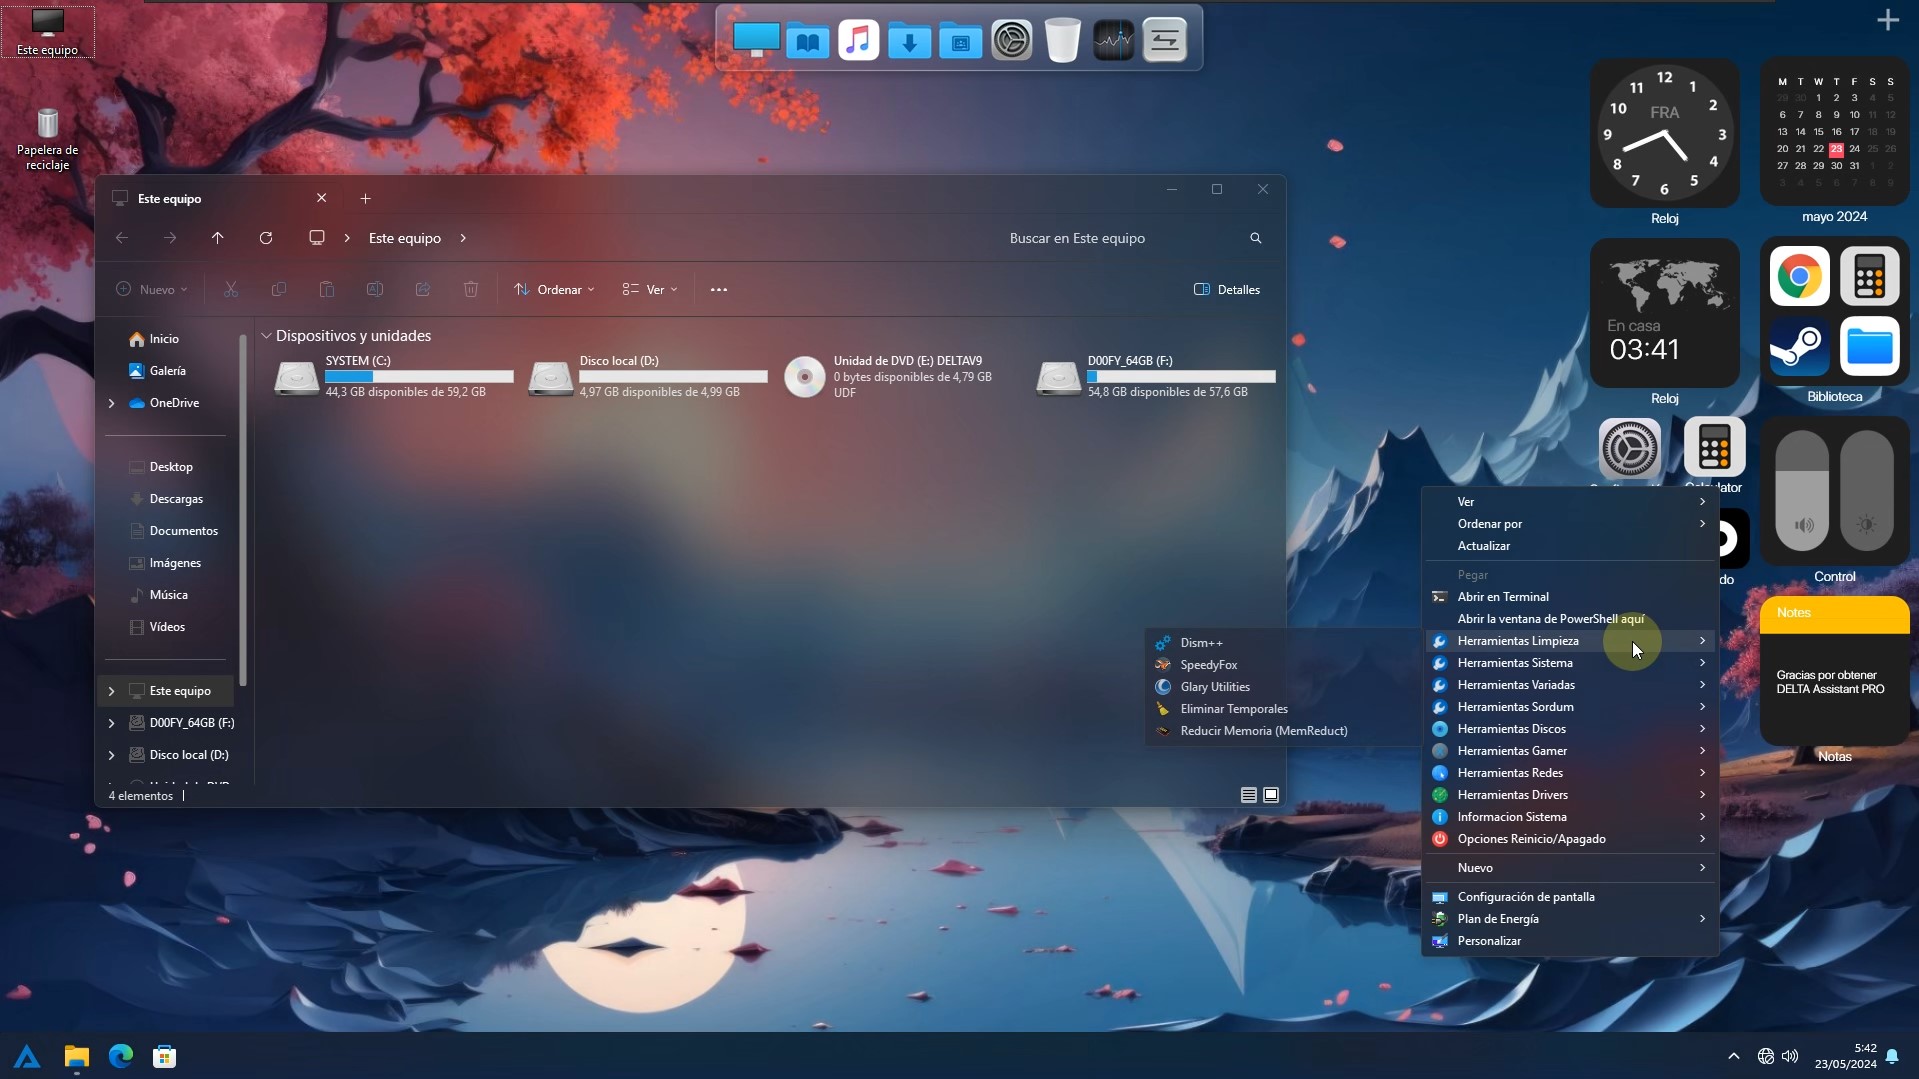 Este equipo
Papelera de
reciclaje
Este equipo
Este equipo
Buscar en Este equipo
Nuevo
Ordenar
Ver
Detalles
Inicio
Galería
OneDrive
Desktop
Descargas
Documentos
Imágenes
Música
Vídeos
Este equipo
D00FY_64GB (F:)
Disco local (D:)
Dispositivos y unidades
SYSTEM (C:)
44,3 GB disponibles de 59,2 GB
Disco local (D:)
4,97 GB disponibles de 4,99 GB
Unidad de DVD (E:) DELTAV9
0 bytes disponibles de 4,79 GB
UDF
D00FY_64GB (F:)
54,8 GB disponibles de 57,6 GB
4 elementos
Dism++
SpeedyFox
Glary Utilities
Eliminar Temporales
Reducir Memoria (MemReduct)
Ver
Ordenar por
Actualizar
Pegar
Abrir en Terminal
Abrir la ventana de PowerShell aquí
Herramientas Limpieza
Herramientas Sistema
Herramientas Variadas
Herramientas Sordum
Herramientas Discos
Herramientas Gamer
Herramientas Redes
Herramientas Drivers
Informacion Sistema
Opciones Reinicio/Apagado
Nuevo
Configuración de pantalla
Plan de Energía
Personalizar
12 1 2 3 4 5 6 7 8 9 10 11
FRA
Reloj
M T W T F S S
29 30 1 2 3 4 5
6 7 8 9 10 11 12
13 14 15 16 17 18 19
20 21 22 23 24 25 26
27 28 29 30 31 1 2
3 4 5 6 7 8 9
mayo 2024
En casa
03:41
Reloj
Biblioteca
Control
Notes
Gracias por obtener
DELTA Assistant PRO
Notas
5:42
23/05/2024